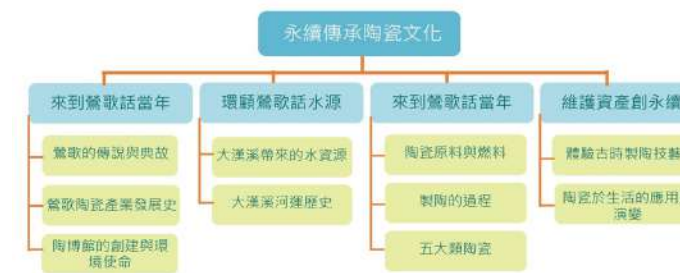 永續傳承陶瓷文化
來到鶯歌話當年
鶯歌的傳說與典故
鶯歌陶瓷產業發展史
陶博館的創建與環
境使命
環顧鶯歌話水源
大漢溪帶來的水資源
大漢溪河運歷史
來到鶯歌話當年
陶瓷原料與燃料
製陶的過程
五大類陶瓷
維護資產創永續
體驗古時製陶技藝
陶瓷於生活的應用
演變